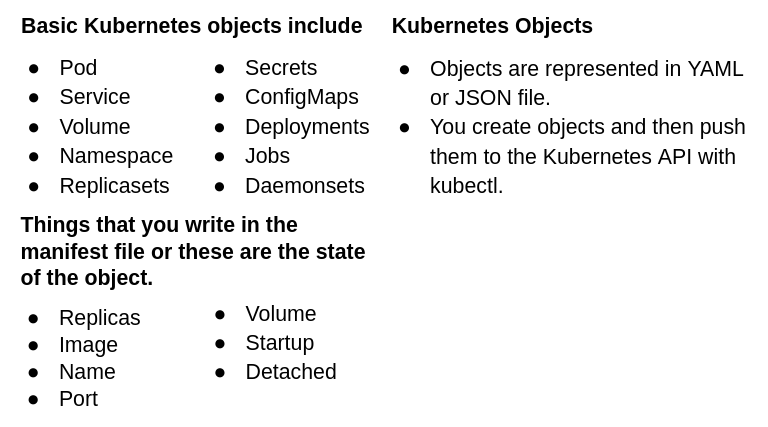 Basic Kubernetes objects include
● Pod
● Service
● Volume
● Namespace
● Replicasets
● Secrets
● ConfigMaps
● Deployments
● Jobs
● Daemonsets
Things that you write in the
manifest file or these are the state
of the object.
● Replicas
● Image
● Name
● Port
● Volume
● Startup
● Detached
Kubernetes Objects
● Objects are represented in YAML
or JSON file.
● You create objects and then push
them to the Kubernetes API with
kubectl.